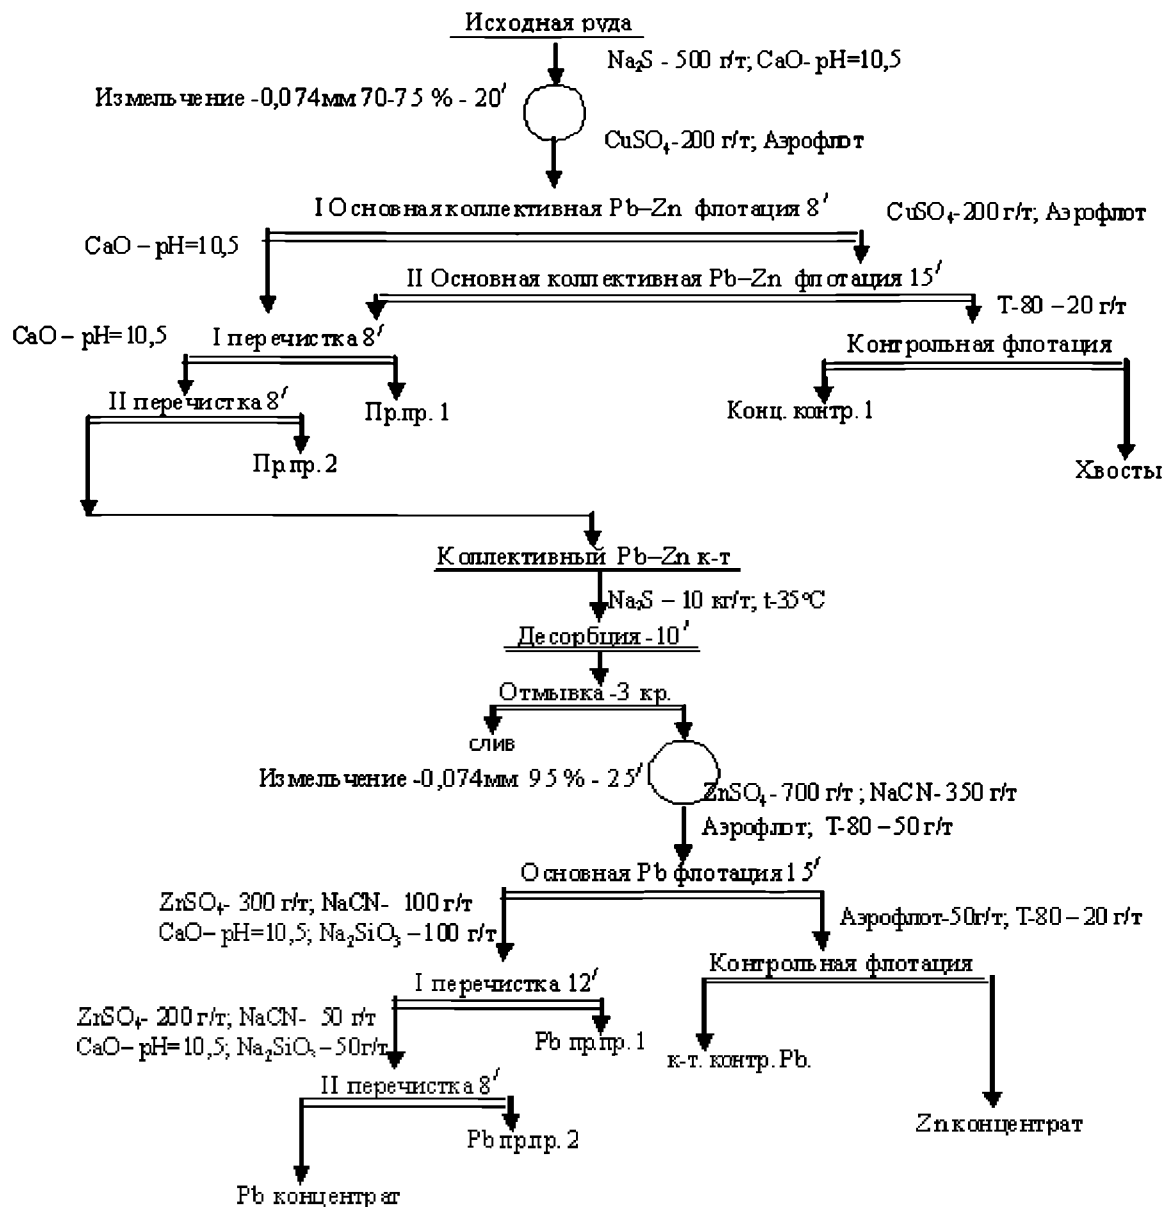 Исходная руда
Na₂S - 500 г/т; CaO- pH=10,5
Измельчение -0,074мм 70-75 % - 20′
CuSO₄-200 г/т; Аэрофлот
I Основная коллективная Pb–Zn флотация 8′
CuSO₄-200 г/т; Аэрофлот
CaO – pH=10,5
II Основная коллективная Pb–Zn флотация 15′
T-80 – 20 г/т
CaO – pH=10,5
I перечистка 8′
Контрольная флотация
II перечистка 8′
Пр.пр. 1
Конц. контр. 1
Пр.пр. 2
Хвосты
Коллективный Pb–Zn к-т
Na₂S – 10 кг/т; t-35°C
Десорбция -10′
Отмывка -3 кр.
слив
Измельчение -0,074мм 95% - 25′
ZnSO₄- 700 г/т ; NaCN- 350 г/т
Аэрофлот; T-80 – 50 г/т
Основная Pb флотация 15′
ZnSO₄- 300 г/т; NaCN- 100 г/т
CaO– pH=10,5; Na₂SiO₃ – 100 г/т
Аэрофлот-50г/т; T-80 – 20 г/т
Контрольная флотация
I перечистка 12′
ZnSO₄- 200 г/т; NaCN- 50 г/т
CaO– pH=10,5; Na₂SiO₃ – 50г/т
Pb пр.пр. 1
к-т. контр. Pb.
II перечистка 8′
Pb пр.пр. 2
Zn концентрат
Pb концентрат